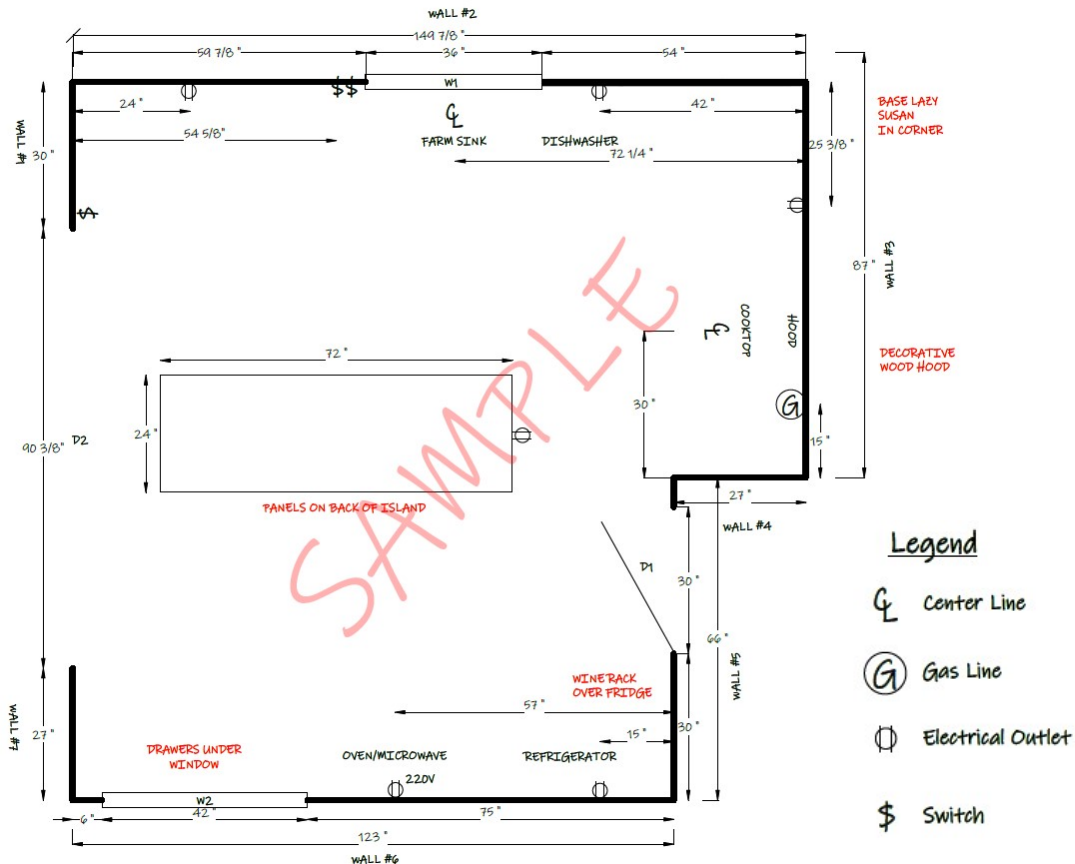 WALL #2
149 7/8"
59 7/8"
36"
54"
W1
$$
24"
42"
BASE LAZY
SUSAN
IN CORNER
54 5/8"
FARM SINK
DISHWASHER
72 1/4"
25 3/8"
WALL #1
30"
$
87"
WALL #3
COOKTOP
HOOD
DECORATIVE
WOOD HOOD
72"
30"
G
15"
24"
90 3/8"
D2
PANELS ON BACK OF ISLAND
SAMPLE
27"
WALL #4
D1
30"
66"
WALL #5
WINE RACK
OVER FRIDGE
57"
15"
30"
WALL #7
27"
DRAWERS UNDER
WINDOW
OVEN/MICROWAVE
REFRIGERATOR
220V
W2
6"
42"
75"
123"
WALL #6
Legend
CL Center Line
G Gas Line
Electrical Outlet
$ Switch